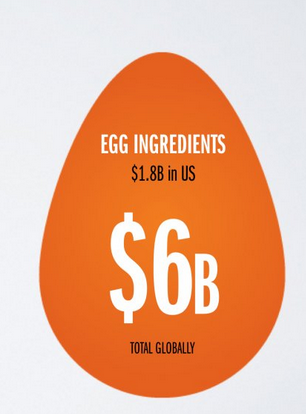 EGG INGREDIENTS
$1.8B in US
$6B
TOTAL GLOBALLY